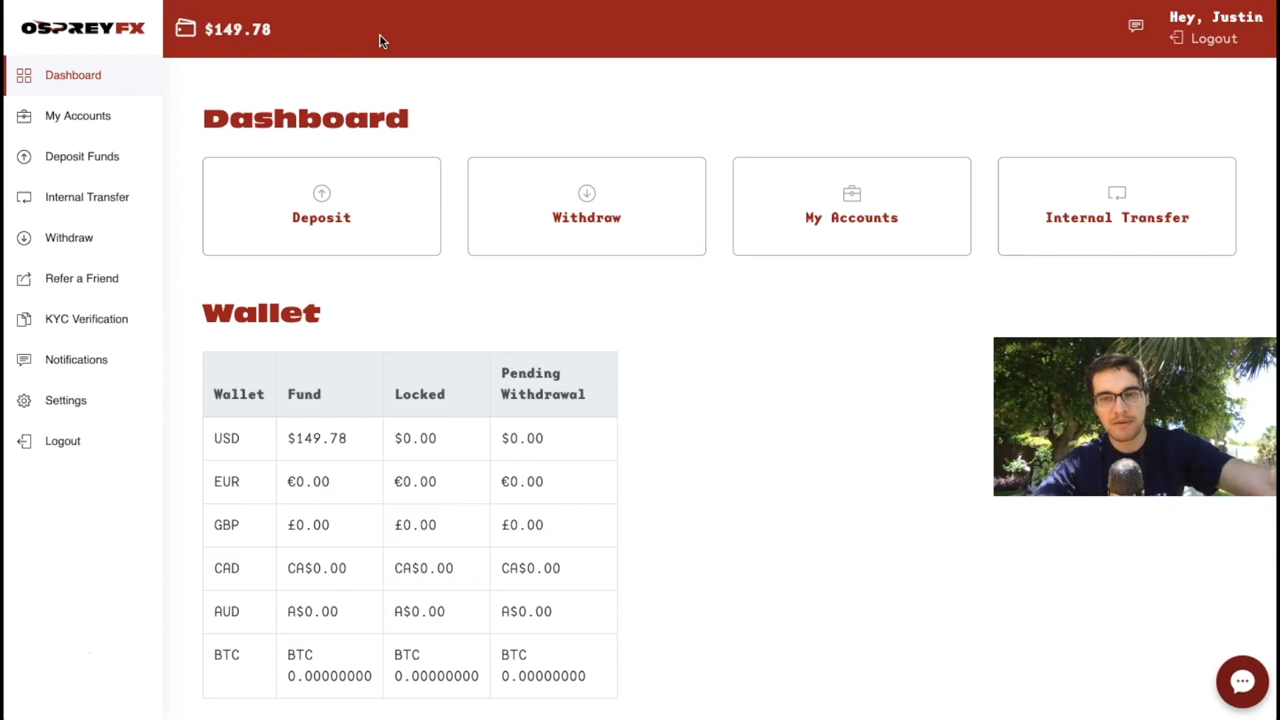 OSPREYFX
$149.78
Hey, Justin
Logout
Dashboard
My Accounts
Deposit Funds
Internal Transfer
Withdraw
Refer a Friend
KYC Verification
Notifications
Settings
Logout
Dashboard
Deposit
Withdraw
My Accounts
Internal Transfer
Wallet
Wallet Fund Locked Pending Withdrawal
USD $149.78 $0.00 $0.00
EUR €0.00 €0.00 €0.00
GBP £0.00 £0.00 £0.00
CAD CA$0.00 CA$0.00 CA$0.00
AUD A$0.00 A$0.00 A$0.00
BTC BTC BTC BTC
0.00000000 0.00000000 0.00000000